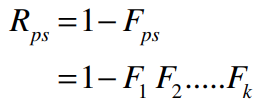 R_ps = 1 − F_ps
= 1 − F_1 F_2.....F_k